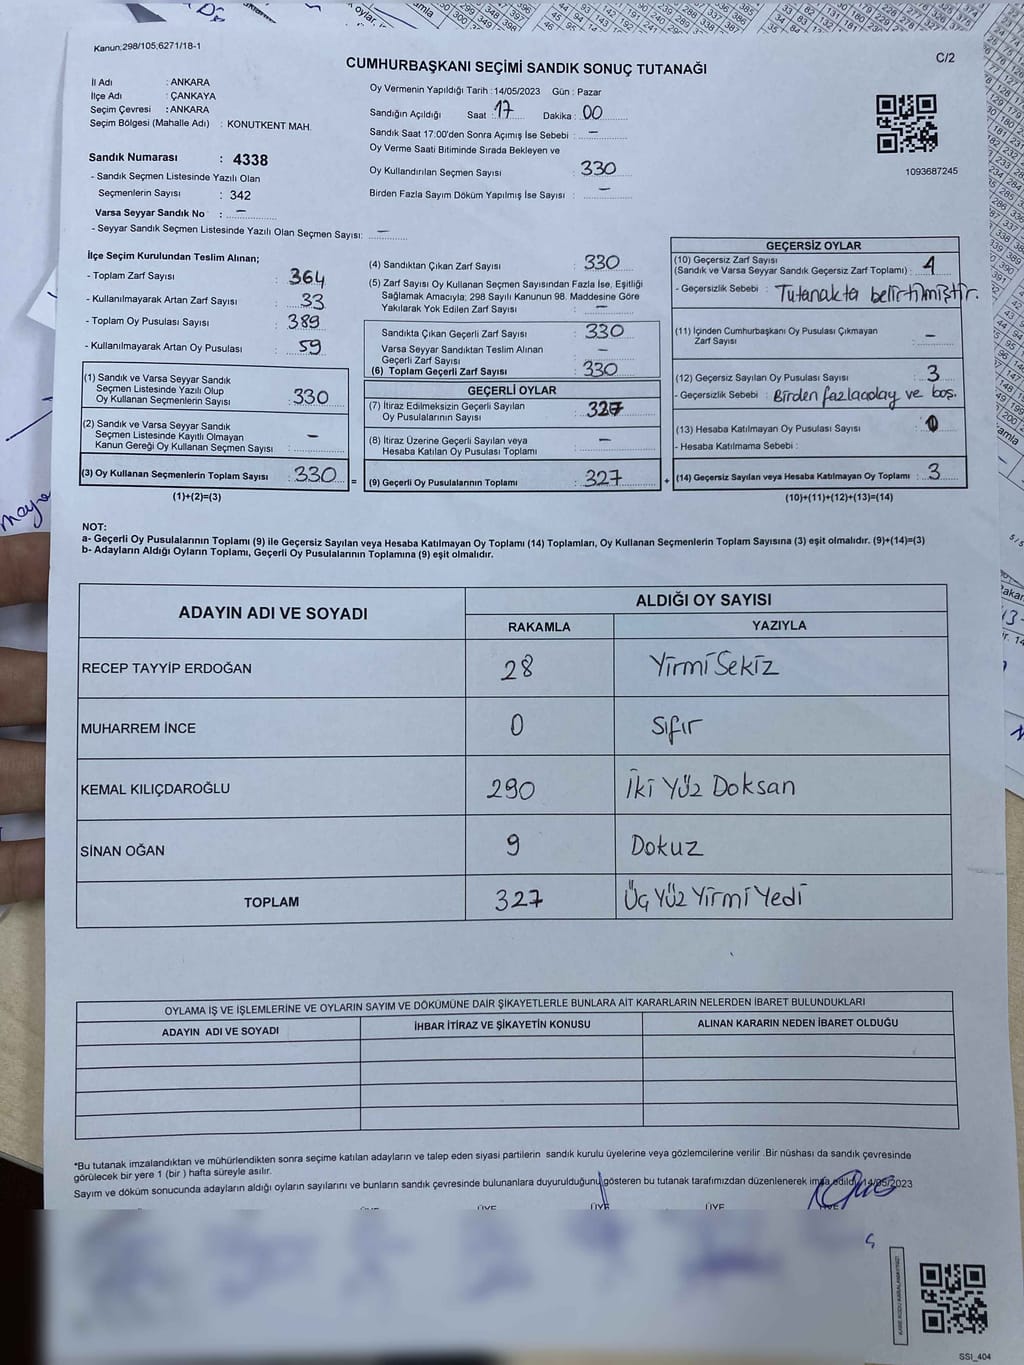 Kanun:298/105,6271/18-1
C/2
CUMHURBAŞKANI SEÇİMİ SANDIK SONUÇ TUTANAĞI
İl Adı : ANKARA
İlçe Adı : ÇANKAYA
Seçim Çevresi : ANKARA
Seçim Bölgesi (Mahalle Adı) : KONUTKENT MAH.
Sandık Numarası : 4338
- Sandık Seçmen Listesinde Yazılı Olan
Seçmenlerin Sayısı : 342
Varsa Seyyar Sandık No : –
- Seyyar Sandık Seçmen Listesinde Yazılı Olan Seçmen Sayısı: –
Oy Vermenin Yapıldığı Tarih : 14/05/2023 Gün : Pazar
Sandığın Açıldığı Saat : 17 Dakika : 00
Sandık Saat 17:00'den Sonra Açımış İse Sebebi : –
Oy Verme Saati Bitiminde Sırada Bekleyen ve
Oy Kullandırılan Seçmen Sayısı : 330
Birden Fazla Sayım Döküm Yapılmış İse Sayısı : –
1093687245
İlçe Seçim Kurulundan Teslim Alınan;
- Toplam Zarf Sayısı : 364
- Kullanılmayarak Artan Zarf Sayısı : 33
- Toplam Oy Pusulası Sayısı : 389
- Kullanılmayarak Artan Oy Pusulası : 59
(1) Sandık ve Varsa Seyyar Sandık
Seçmen Listesinde Yazılı Olup
Oy Kullanan Seçmenlerin Sayısı : 330
(2) Sandık ve Varsa Seyyar Sandık
Seçmen Listesinde Kayıtlı Olmayan
Kanun Gereği Oy Kullanan Seçmen Sayısı : –
(3) Oy Kullanan Seçmenlerin Toplam Sayısı : 330 =
(1)+(2)=(3)
(4) Sandıktan Çıkan Zarf Sayısı : 330
(5) Zarf Sayısı Oy Kullanan Seçmen Sayısından Fazla İse, Eşitliği
Sağlamak Amacıyla; 298 Sayılı Kanunun 98. Maddesine Göre
Yakılarak Yok Edilen Zarf Sayısı : –
Sandıkta Çıkan Geçerli Zarf Sayısı : 330
Varsa Seyyar Sandıktan Teslim Alınan
Geçerli Zarf Sayısı : –
(6) Toplam Geçerli Zarf Sayısı : 330
GEÇERLİ OYLAR
(7) İtiraz Edilmeksizin Geçerli Sayılan
Oy Pusulalarının Sayısı : 327
(8) İtiraz Üzerine Geçerli Sayılan veya
Hesaba Katılan Oy Pusulası Toplamı : –
(9) Geçerli Oy Pusulalarının Toplamı : 327 +
GEÇERSİZ OYLAR
(10) Geçersiz Zarf Sayısı
(Sandık ve Varsa Seyyar Sandık Geçersiz Zarf Toplamı) :
- Geçersizlik Sebebi : Tutanakta belirtilmiştir.
(11) İçinden Cumhurbaşkanı Oy Pusulası Çıkmayan
Zarf Sayısı : –
(12) Geçersiz Sayılan Oy Pusulası Sayısı : 3
- Geçersizlik Sebebi : Birden fazla oy ve boş.
(13) Hesaba Katılmayan Oy Pusulası Sayısı : 0
- Hesaba Katılmama Sebebi :
(14) Geçersiz Sayılan veya Hesaba Katılmayan Oy Toplamı : 3
(10)+(11)+(12)+(13)=(14)
NOT:
a- Geçerli Oy Pusulalarının Toplamı (9) ile Geçersiz Sayılan veya Hesaba Katılmayan Oy Toplamı (14) Toplamları, Oy Kullanan Seçmenlerin Toplam Sayısına (3) eşit olmalıdır. (9)+(14)=(3)
b- Adayların Aldığı Oyların Toplamı, Geçerli Oy Pusulalarının Toplamına (9) eşit olmalıdır.
ADAYIN ADI VE SOYADI
ALDIĞI OY SAYISI
RAKAMLA YAZIYLA
RECEP TAYYİP ERDOĞAN 28 Yirmi Sekiz
MUHARREM İNCE 0 Sıfır
KEMAL KILIÇDAROĞLU 290 İki Yüz Doksan
SİNAN OĞAN 9 Dokuz
TOPLAM 327 Üç Yüz Yirmi Yedi
OYLAMA İŞ VE İŞLEMLERİNE VE OYLARIN SAYIM VE DÖKÜMÜNE DAİR ŞİKAYETLERLE BUNLARA AİT KARARLARIN NELERDEN İBARET BULUNDUKLARI
ADAYIN ADI VE SOYADI İHBAR İTİRAZ VE ŞİKAYETİN KONUSU ALINAN KARARIN NEDEN İBARET OLDUĞU
*Bu tutanak imzalandıktan ve mühürlendikten sonra seçime katılan adayların ve talep eden siyasi partilerin sandık kurulu üyelerine veya gözlemcilerine verilir .Bir nüshası da sandık çevresinde
görülecek bir yere 1 (bir ) hafta süreyle asılır.
Sayım ve döküm sonucunda adayların aldığı oyların sayılarını ve bunların sandık çevresinde bulunanlara duyurulduğunu gösteren bu tutanak tarafımızdan düzenlenerek imza edildi. 14/05/2023
ÜYE ÜYE ÜYE ÜYE ÜYE
SSI_404